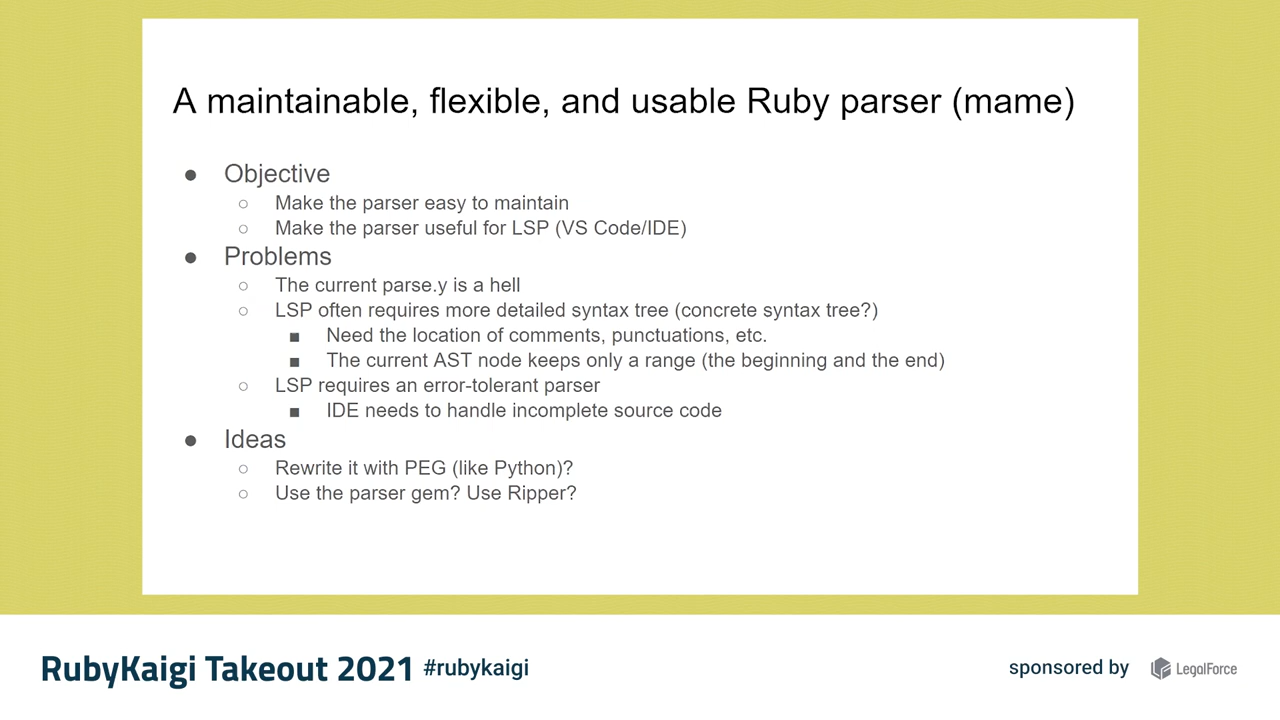 A maintainable, flexible, and usable Ruby parser (mame)
● Objective
○ Make the parser easy to maintain
○ Make the parser useful for LSP (VS Code/IDE)
● Problems
○ The current parse.y is a hell
○ LSP often requires more detailed syntax tree (concrete syntax tree?)
■ Need the location of comments, punctuations, etc.
■ The current AST node keeps only a range (the beginning and the end)
○ LSP requires an error-tolerant parser
■ IDE needs to handle incomplete source code
● Ideas
○ Rewrite it with PEG (like Python)?
○ Use the parser gem? Use Ripper?
RubyKaigi Takeout 2021 #rubykaigi
sponsored by LegalForce